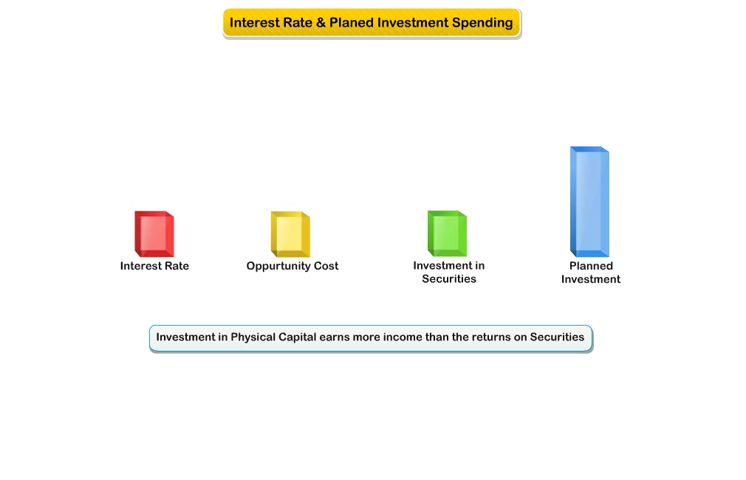 Interest Rate & Planed Investment Spending
Interest Rate
Oppurtunity Cost
Investment in
Securities
Planned
Investment
Investment in Physical Capital earns more income than the returns on Securities